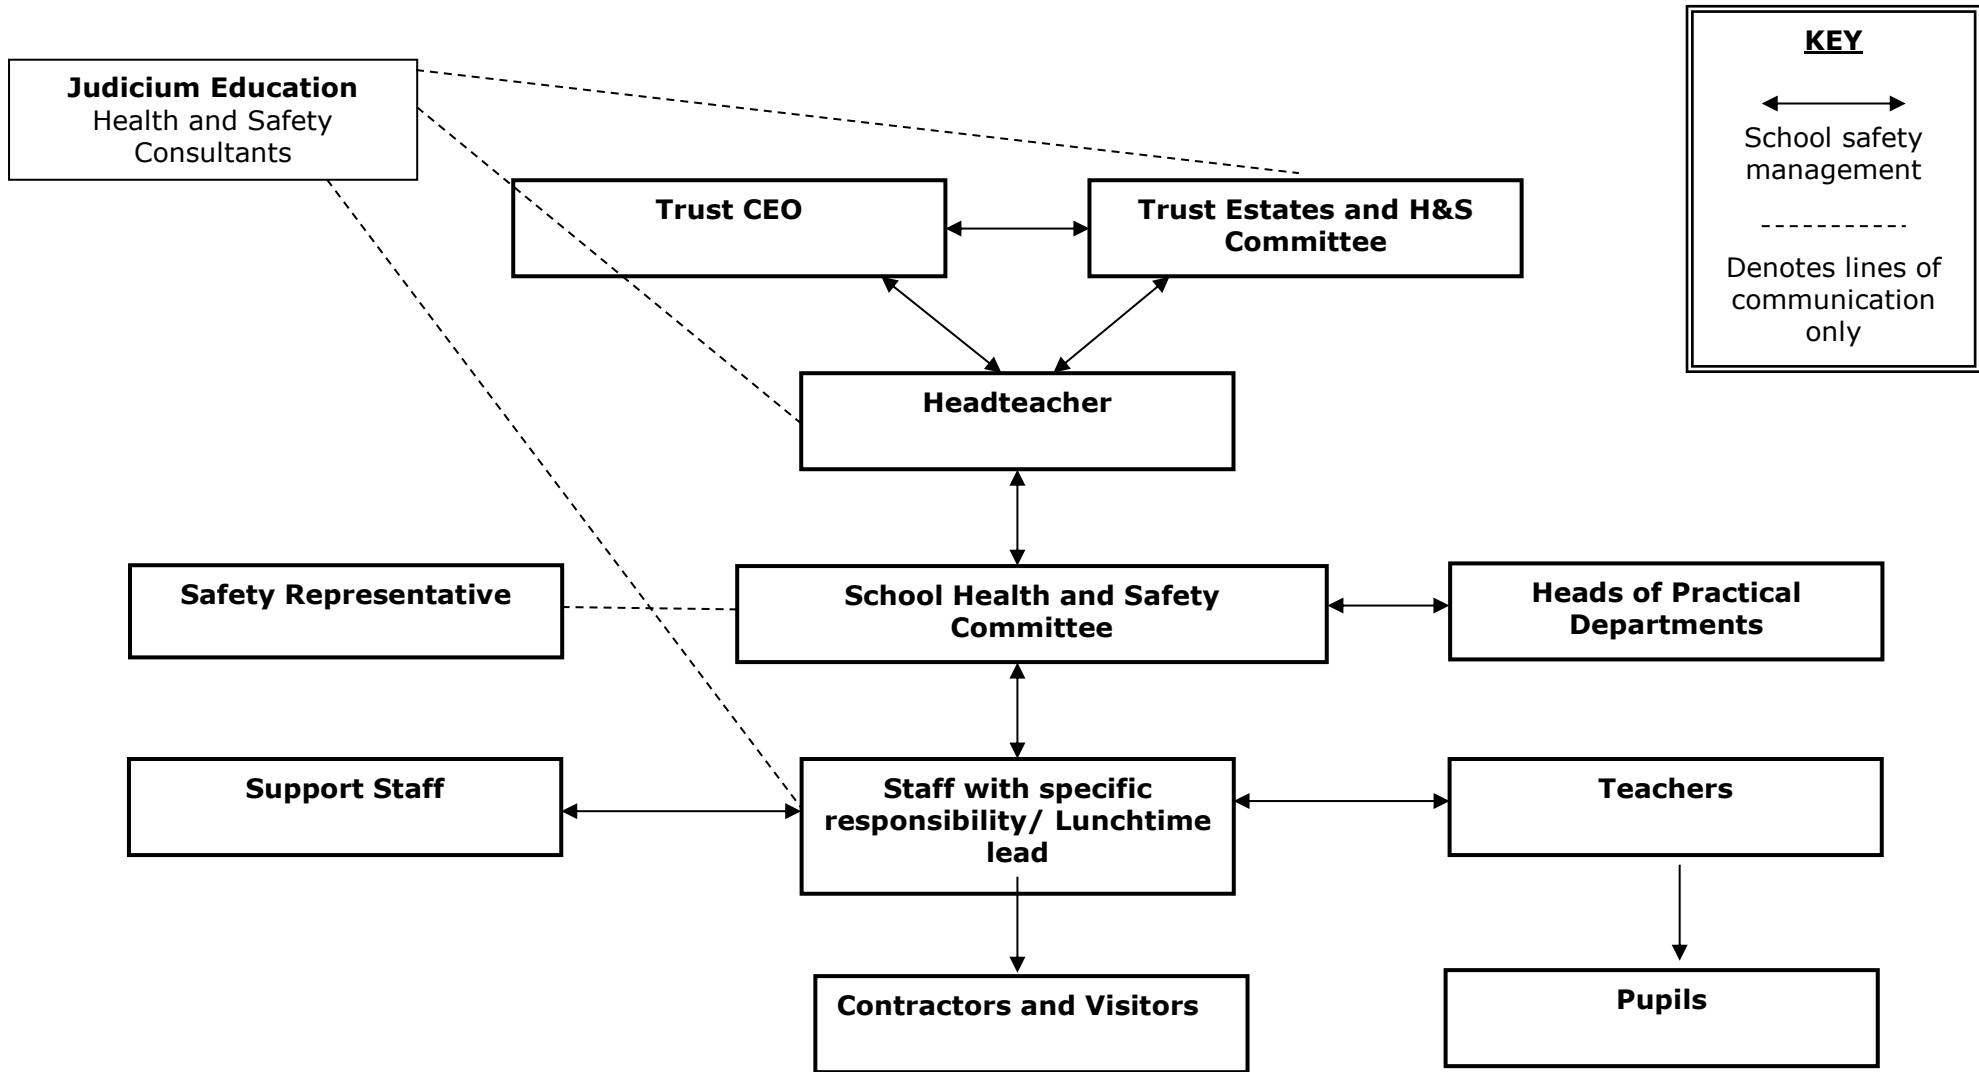 KEY
School safety
management
Denotes lines of
communication
only
Judicium Education
Health and Safety
Consultants
Trust CEO
Trust Estates and H&S
Committee
Headteacher
Safety Representative
School Health and Safety
Committee
Heads of Practical
Departments
Support Staff
Staff with specific
responsibility/ Lunchtime
lead
Teachers
Contractors and Visitors
Pupils